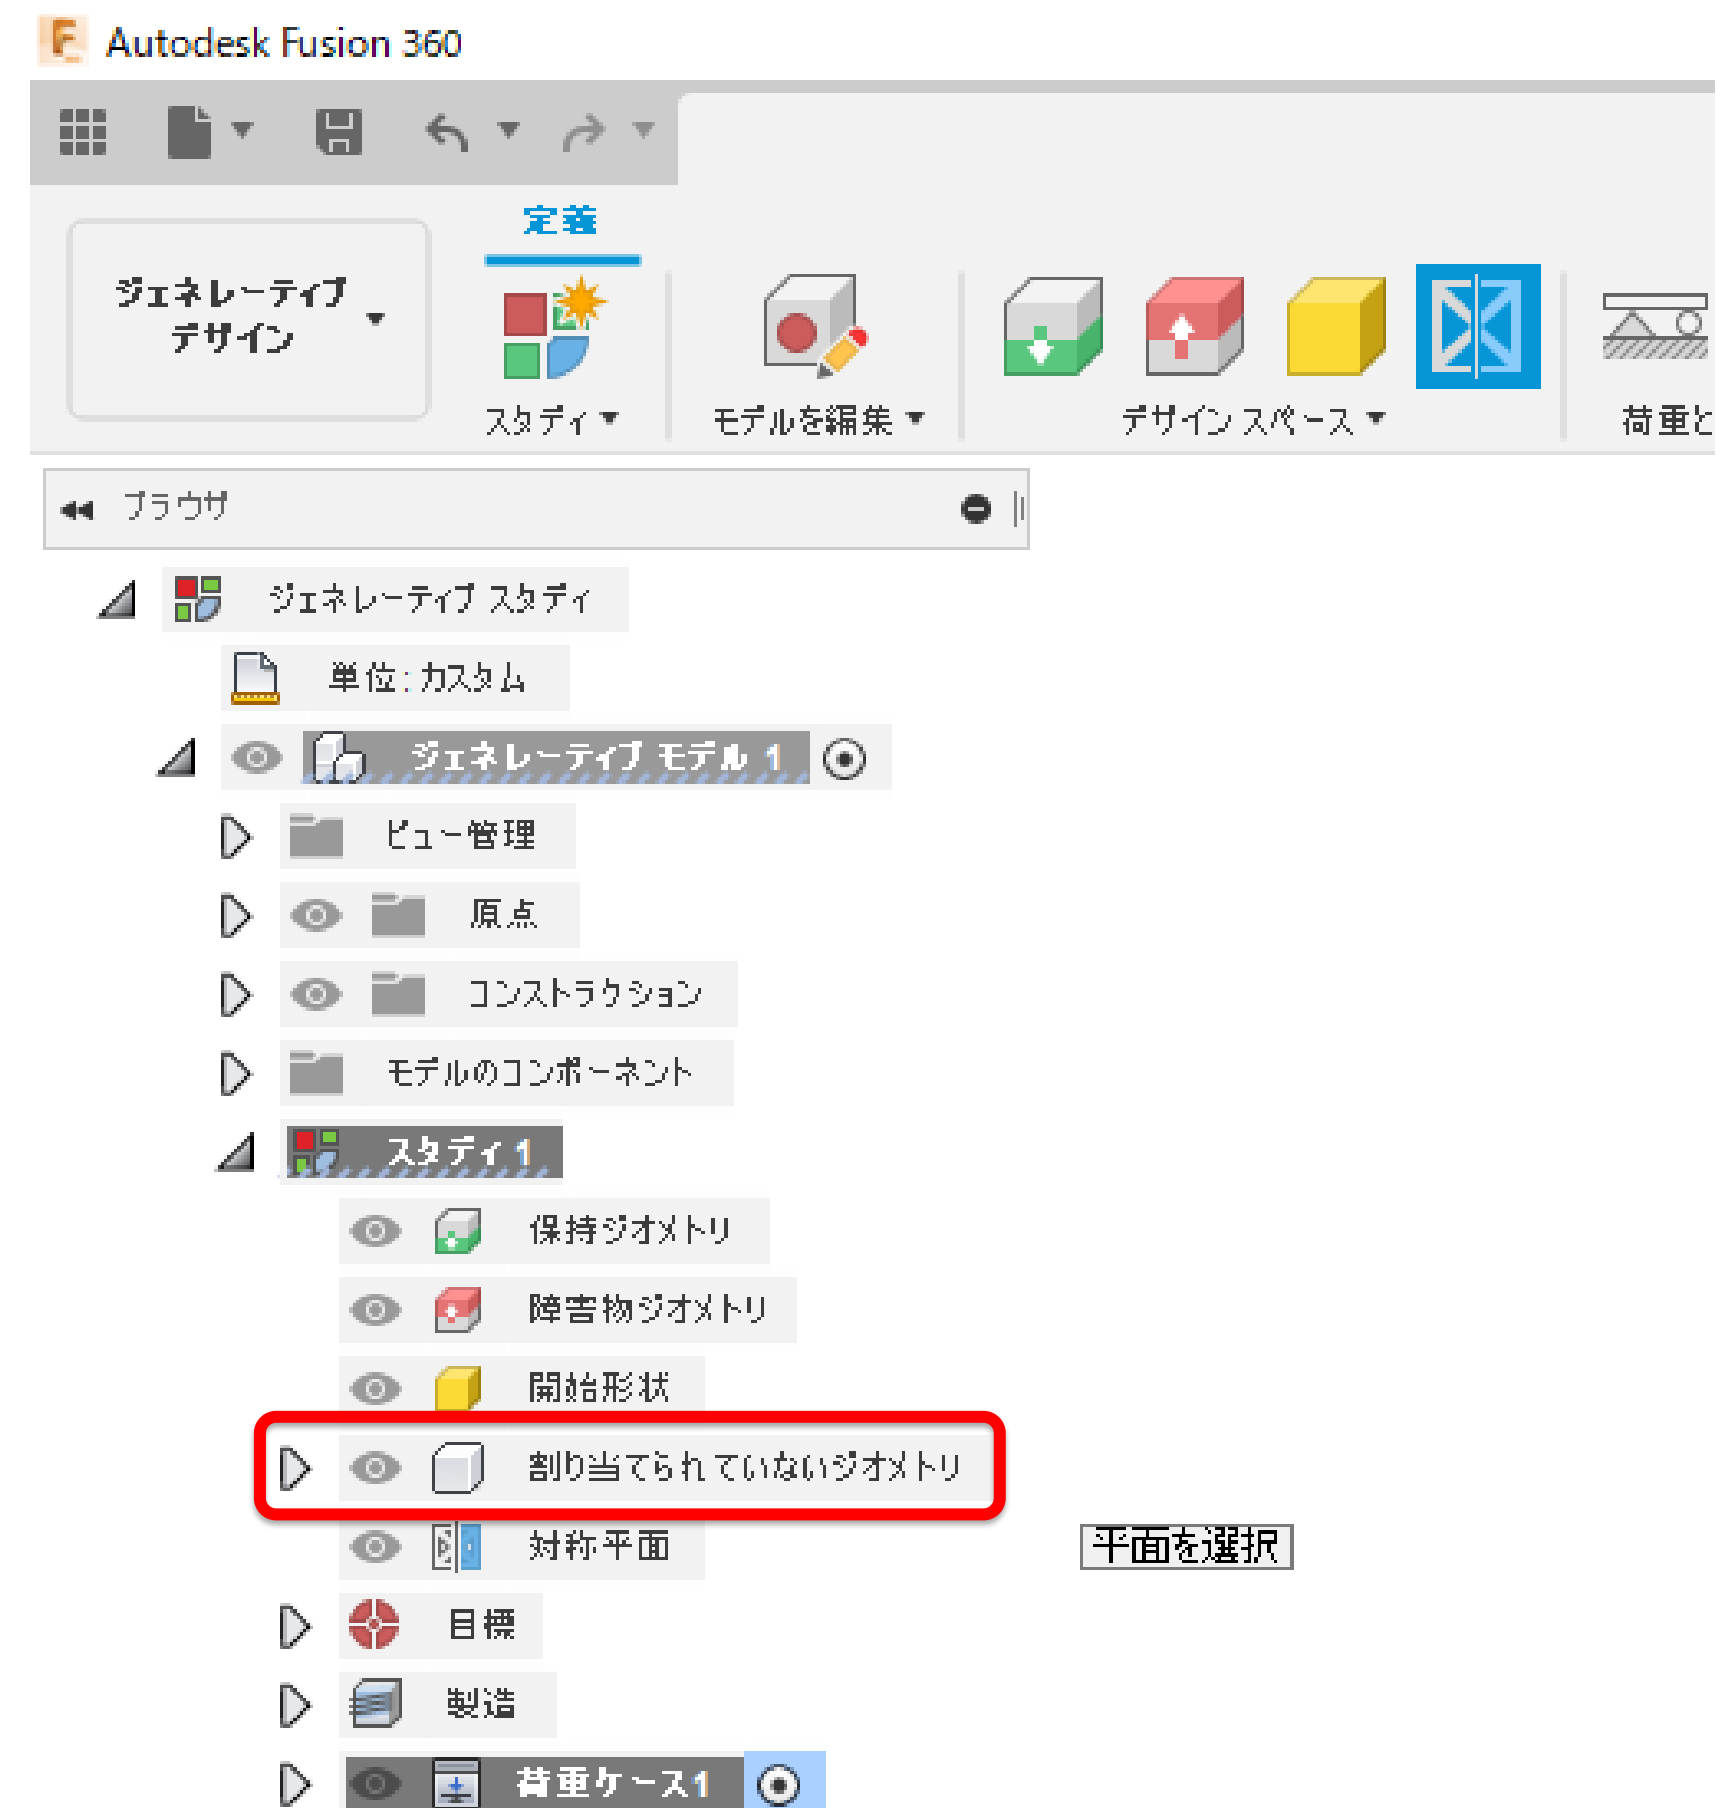 Autodesk Fusion 360
定義
ジェネレーティブ
デザイン
スタディ
モデルを編集
デザイン スペース
荷重と
ブラウザ
ジェネレーティブ スタディ
単位: カスタム
ジェネレーティブ モデル 1
ビュー管理
原点
コンストラクション
モデルのコンポーネント
スタディ 1
保持ジオメトリ
障害物ジオメトリ
開始形状
割り当てられていないジオメトリ
対称平面
平面を選択
目標
製造
荷重ケース1